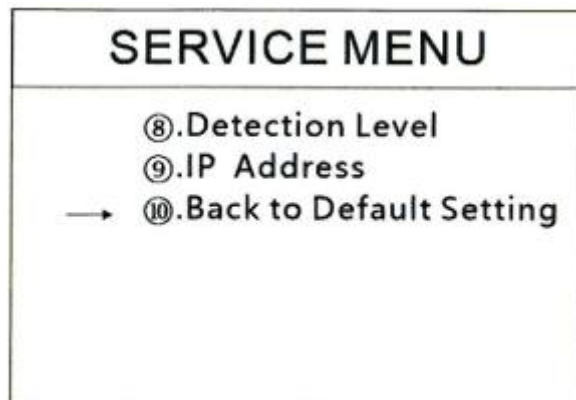 SERVICE MENU
⑧.Detection Level
⑨.IP Address
→ ⑩.Back to Default Setting